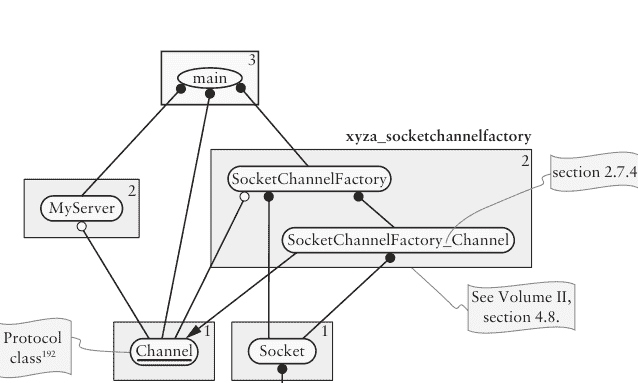 3
main
xyza_socketchannelfactory
2
SocketChannelFactory
section 2.7.4
2
MyServer
SocketChannelFactory_Channel
See Volume II,
section 4.8.
Protocol
class192
1
Channel
1
Socket